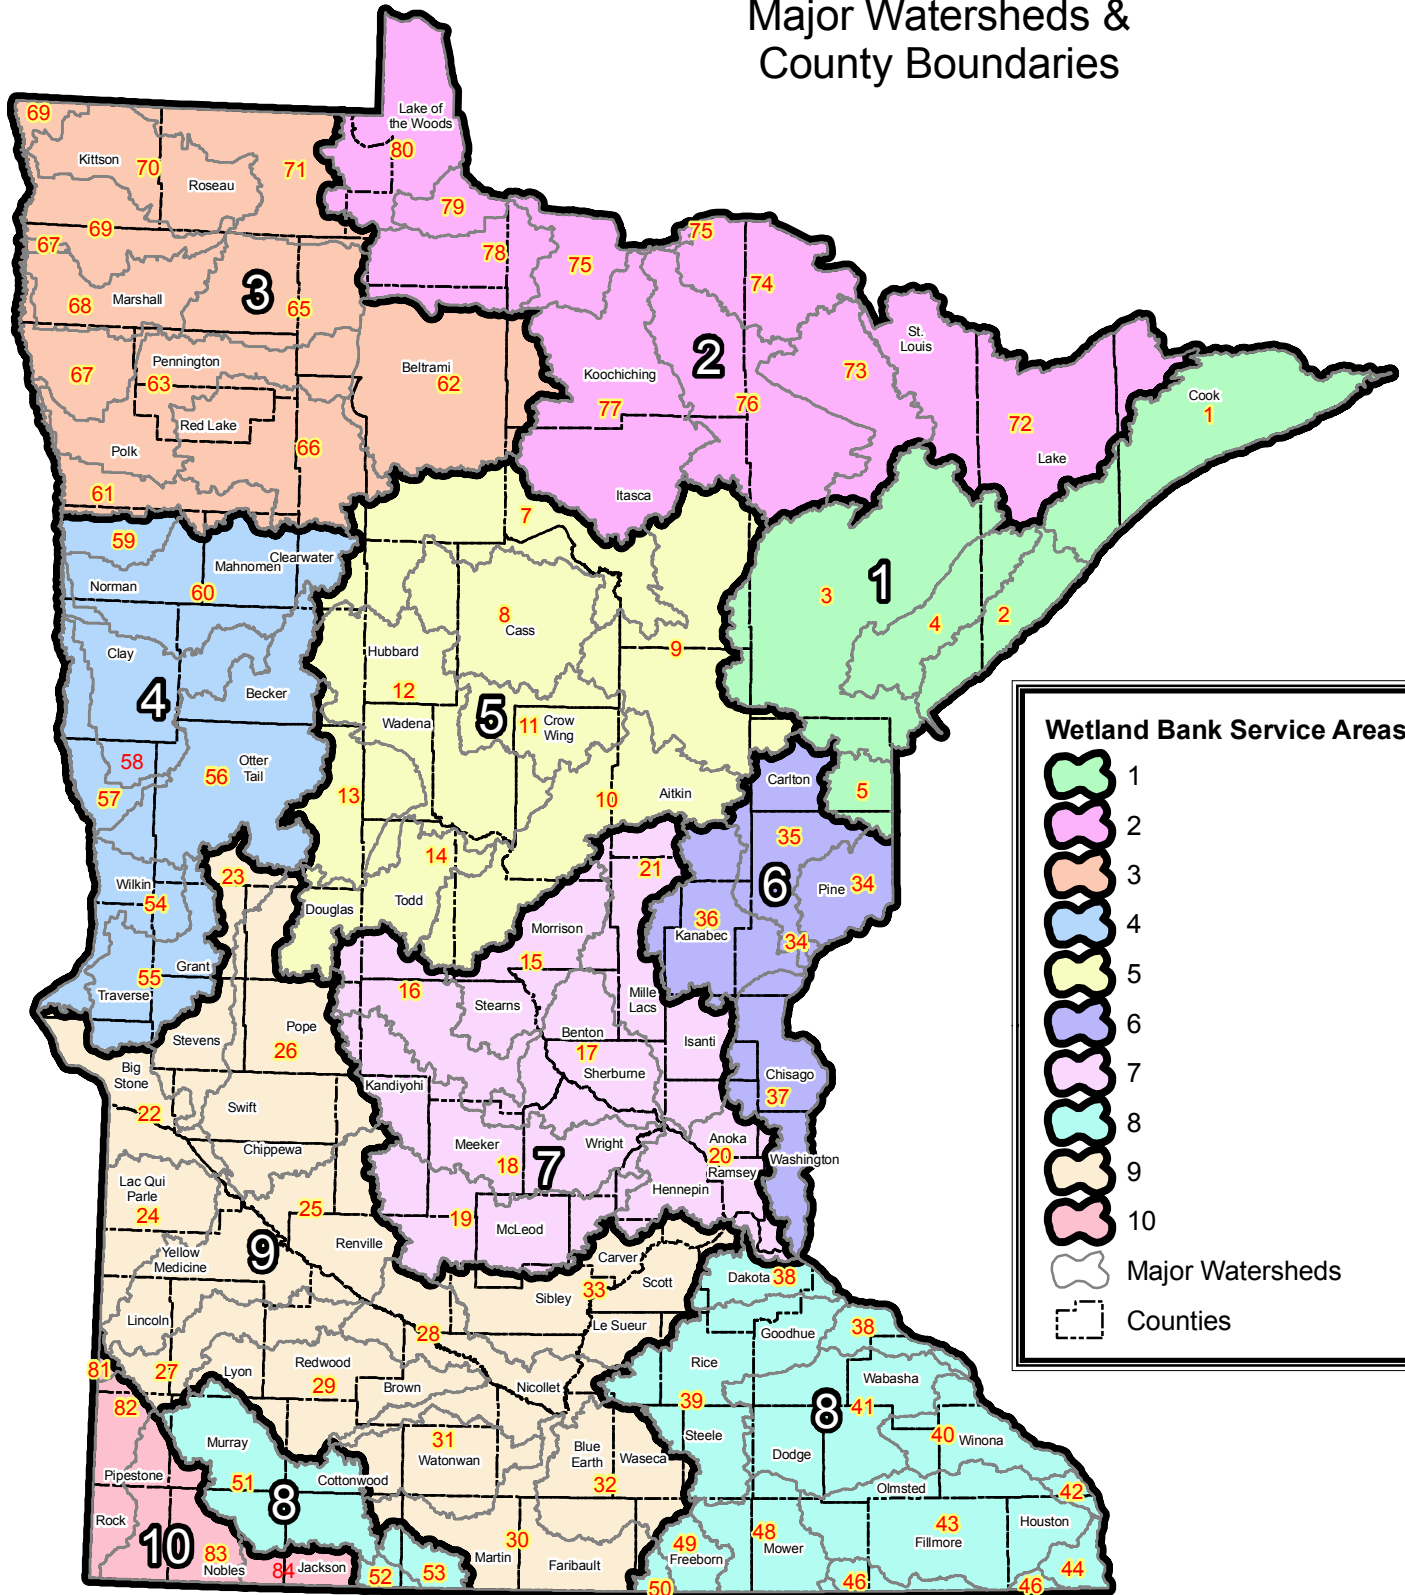 Major Watersheds &
County Boundaries
Lake of
the Woods
69
80
Kittson
70
71
Roseau
79
69
67
78
75
75
74
3
68
Marshall
65
St.
Louis
2
Pennington
Beltrami
62
Koochiching
73
67
63
Cook
1
77
76
Red Lake
72
Polk
66
Lake
61
Itasca
7
59
Clearwater
Mahnomen
Norman
60
1
3
8
Cass
4
2
Clay
Hubbard
9
Becker
12
4
5
Wadena
11
Crow
Wing
58
56
Otter
Tail
57
13
10
Aitkin
Carlton
5
14
35
21
23
6
Pine
34
Wilkin
54
Douglas
Todd
36
Kanabec
Morrison
34
15
55
Grant
Traverse
16
Stearns
Mille
Lacs
Pope
Stevens
26
Benton
17
Sherburne
Isanti
Big
Stone
Kandiyohi
Chisago
37
22
Swift
Chippewa
Meeker
18
7
Wright
Anoka
20
Ramsey
Washington
Lac Qui
Parle
24
Hennepin
25
19
McLeod
9
Renville
Yellow
Medicine
Carver
Scott
33
Sibley
Dakota
38
Lincoln
Le Sueur
28
Goodhue
38
81
27
Lyon
Redwood
29
Brown
Nicollet
Rice
Wabasha
82
39
8
41
Murray
31
Watonwan
Blue
Earth
Waseca
Steele
40
Winona
Dodge
Pipestone
51
Cottonwood
32
8
Olmsted
42
Rock
10
83
Nobles
84
Jackson
52
53
Martin
30
Faribault
49
Freeborn
48
Mower
43
Fillmore
Houston
44
50
46
46
Wetland Bank Service Areas
1
2
3
4
5
6
7
8
9
10
Major Watersheds
Counties